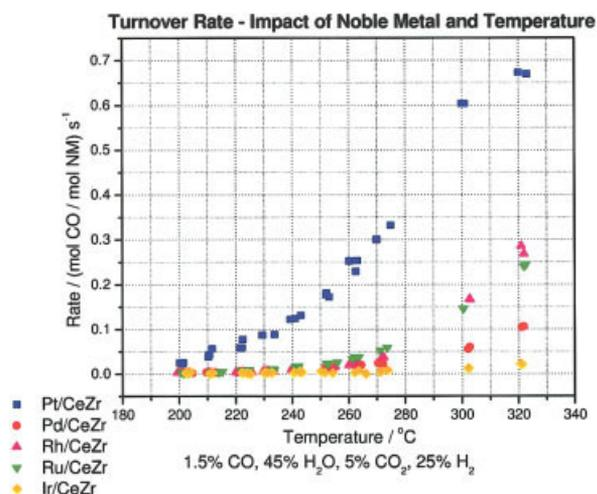 Turnover Rate - Impact of Noble Metal and Temperature
Rate / (mol CO / mol NM) s⁻¹
0.7
0.6
0.5
0.4
0.3
0.2
0.1
0.0
180 200 220 240 260 280 300 320 340
Temperature / °C
1.5% CO, 45% H₂O, 5% CO₂, 25% H₂
Pt/CeZr
Pd/CeZr
Rh/CeZr
Ru/CeZr
Ir/CeZr